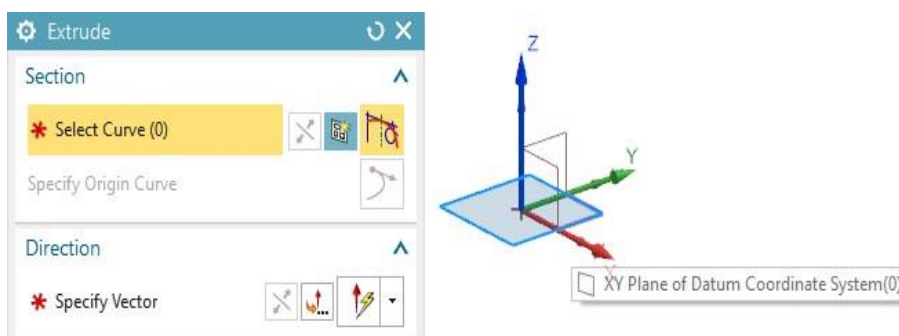 Extrude
Section
* Select Curve (0)
Specify Origin Curve
Direction
* Specify Vector
Z
Y
X
XY Plane of Datum Coordinate System(0)